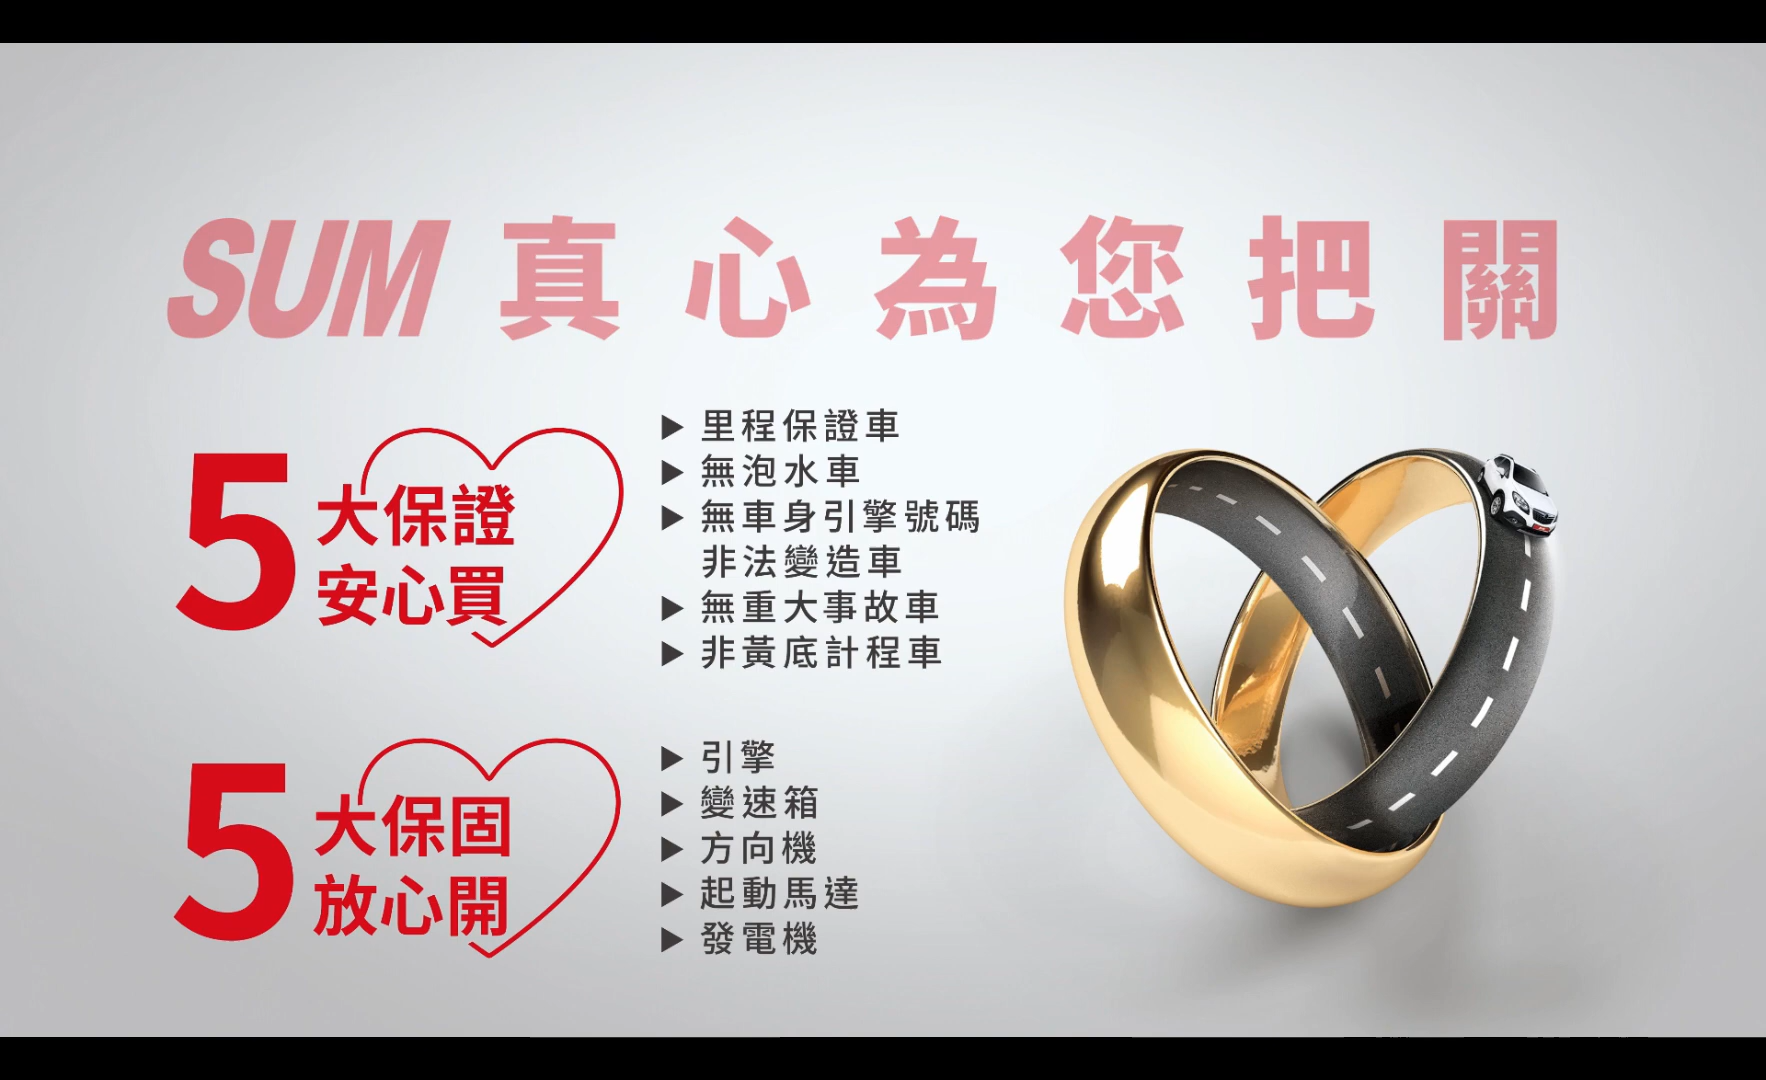 SUM 真心為您把關
5大保證
安心買
▶ 里程保證車
▶ 無泡水車
▶ 無車身引擎號碼
非法變造車
▶ 無重大事故車
▶ 非黃底計程車
5大保固
放心開
▶ 引擎
▶ 變速箱
▶ 方向機
▶ 起動馬達
▶ 發電機